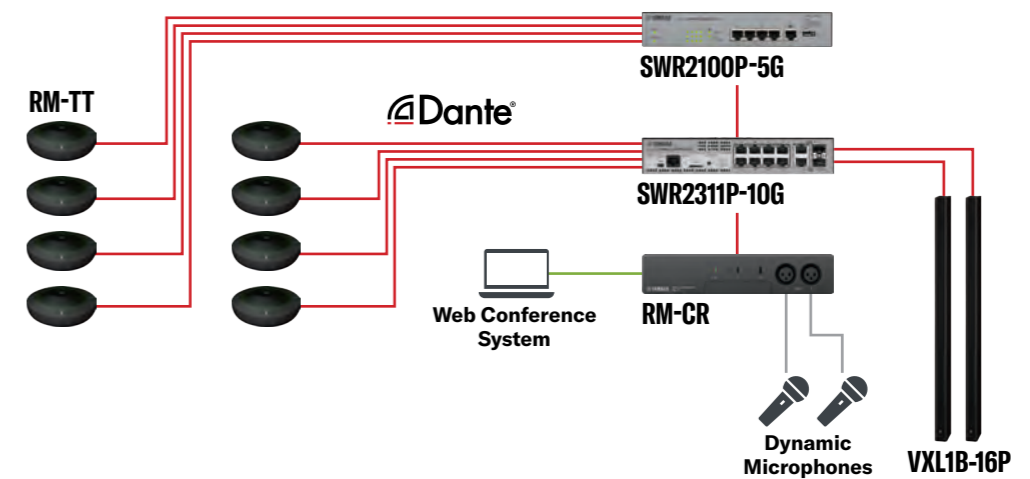 SWR2100P-5G
RM-TT
Dante®
SWR2311P-10G
Web Conference
System
RM-CR
Dynamic
Microphones
VXL1B-16P